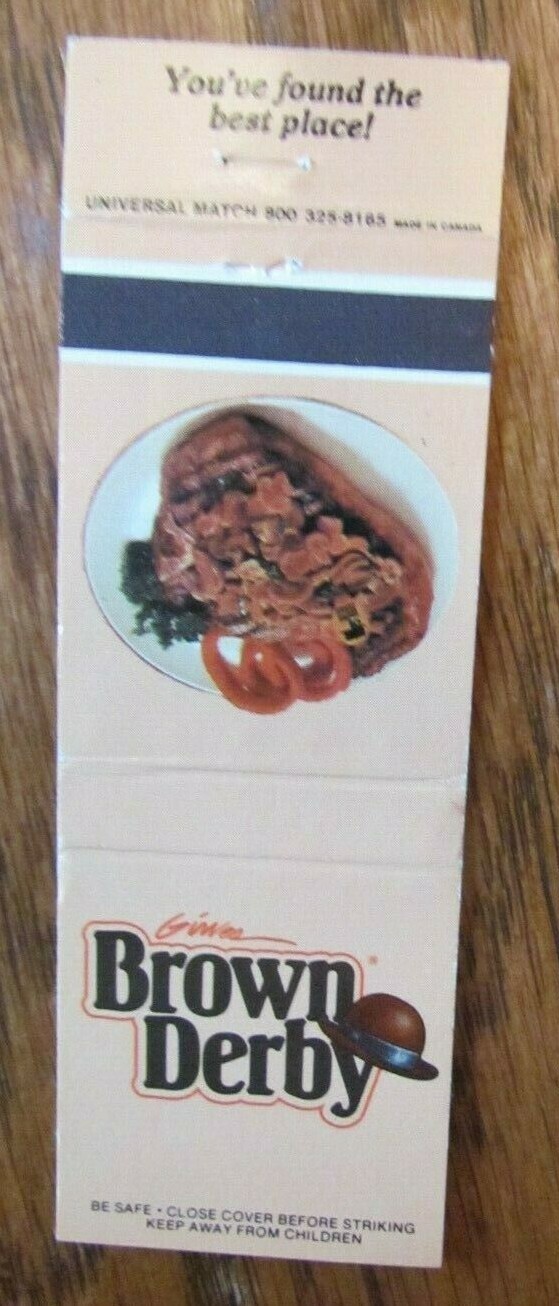 You've found the
best place!
UNIVERSAL MATCH 800 325-8165 MADE IN CANADA
Girves
Brown
Derby
®
BE SAFE • CLOSE COVER BEFORE STRIKING
KEEP AWAY FROM CHILDREN